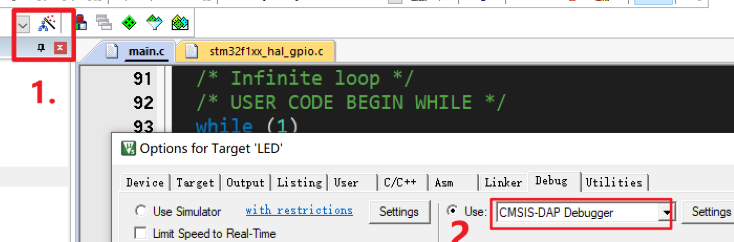 main.c stm32f1xx_hal_gpio.c
1.
91 /* Infinite loop */
92 /* USER CODE BEGIN WHILE */
93 while (1)
Options for Target 'LED'
Device Target Output Listing User C/C++ Asm Linker Debug Utilities
Use Simulator with restrictions Settings Use: CMSIS-DAP Debugger Settings
Limit Speed to Real-Time
2